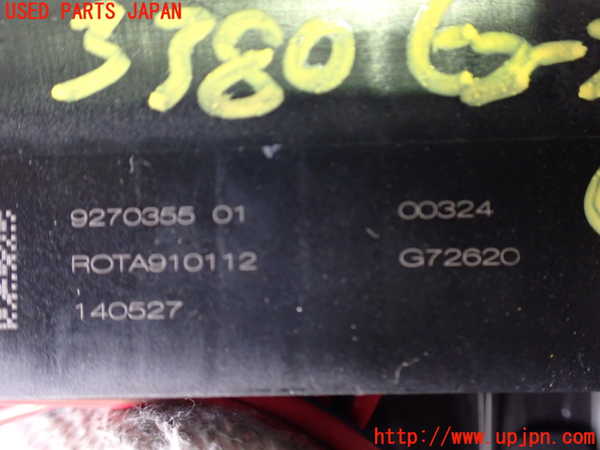 USED PARTS JAPAN
3380
9270355 01
00324
ROTA910112
G72620
140527
http://www.upjpn.com